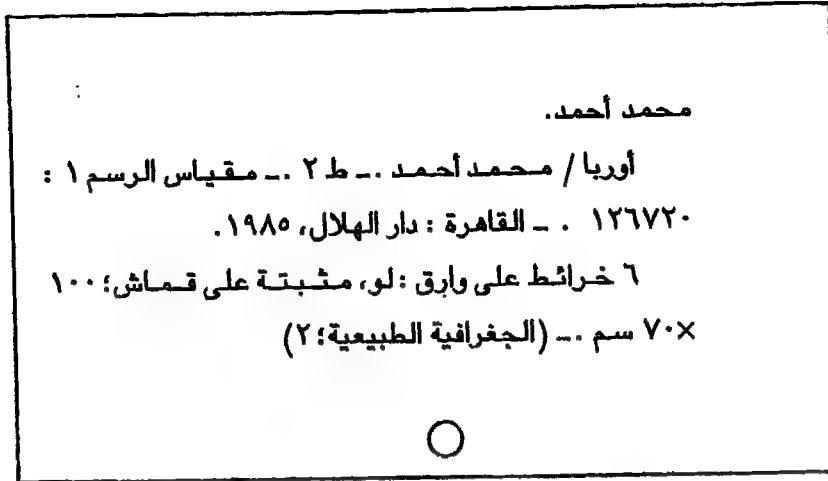 محمد أحمد.
أوربا / محمد أحمد .ـ ط ٢ .ـ مقياس الرسم ١ :
١٢٦٧٢٠ . ـ القاهرة : دار الهلال، ١٩٨٥.
٦ خرائط على وارق : لو، مثبتة على قماش؛ ١٠٠
×٧٠ سم .ـ (الجغرافية الطبيعية؛ ٢)